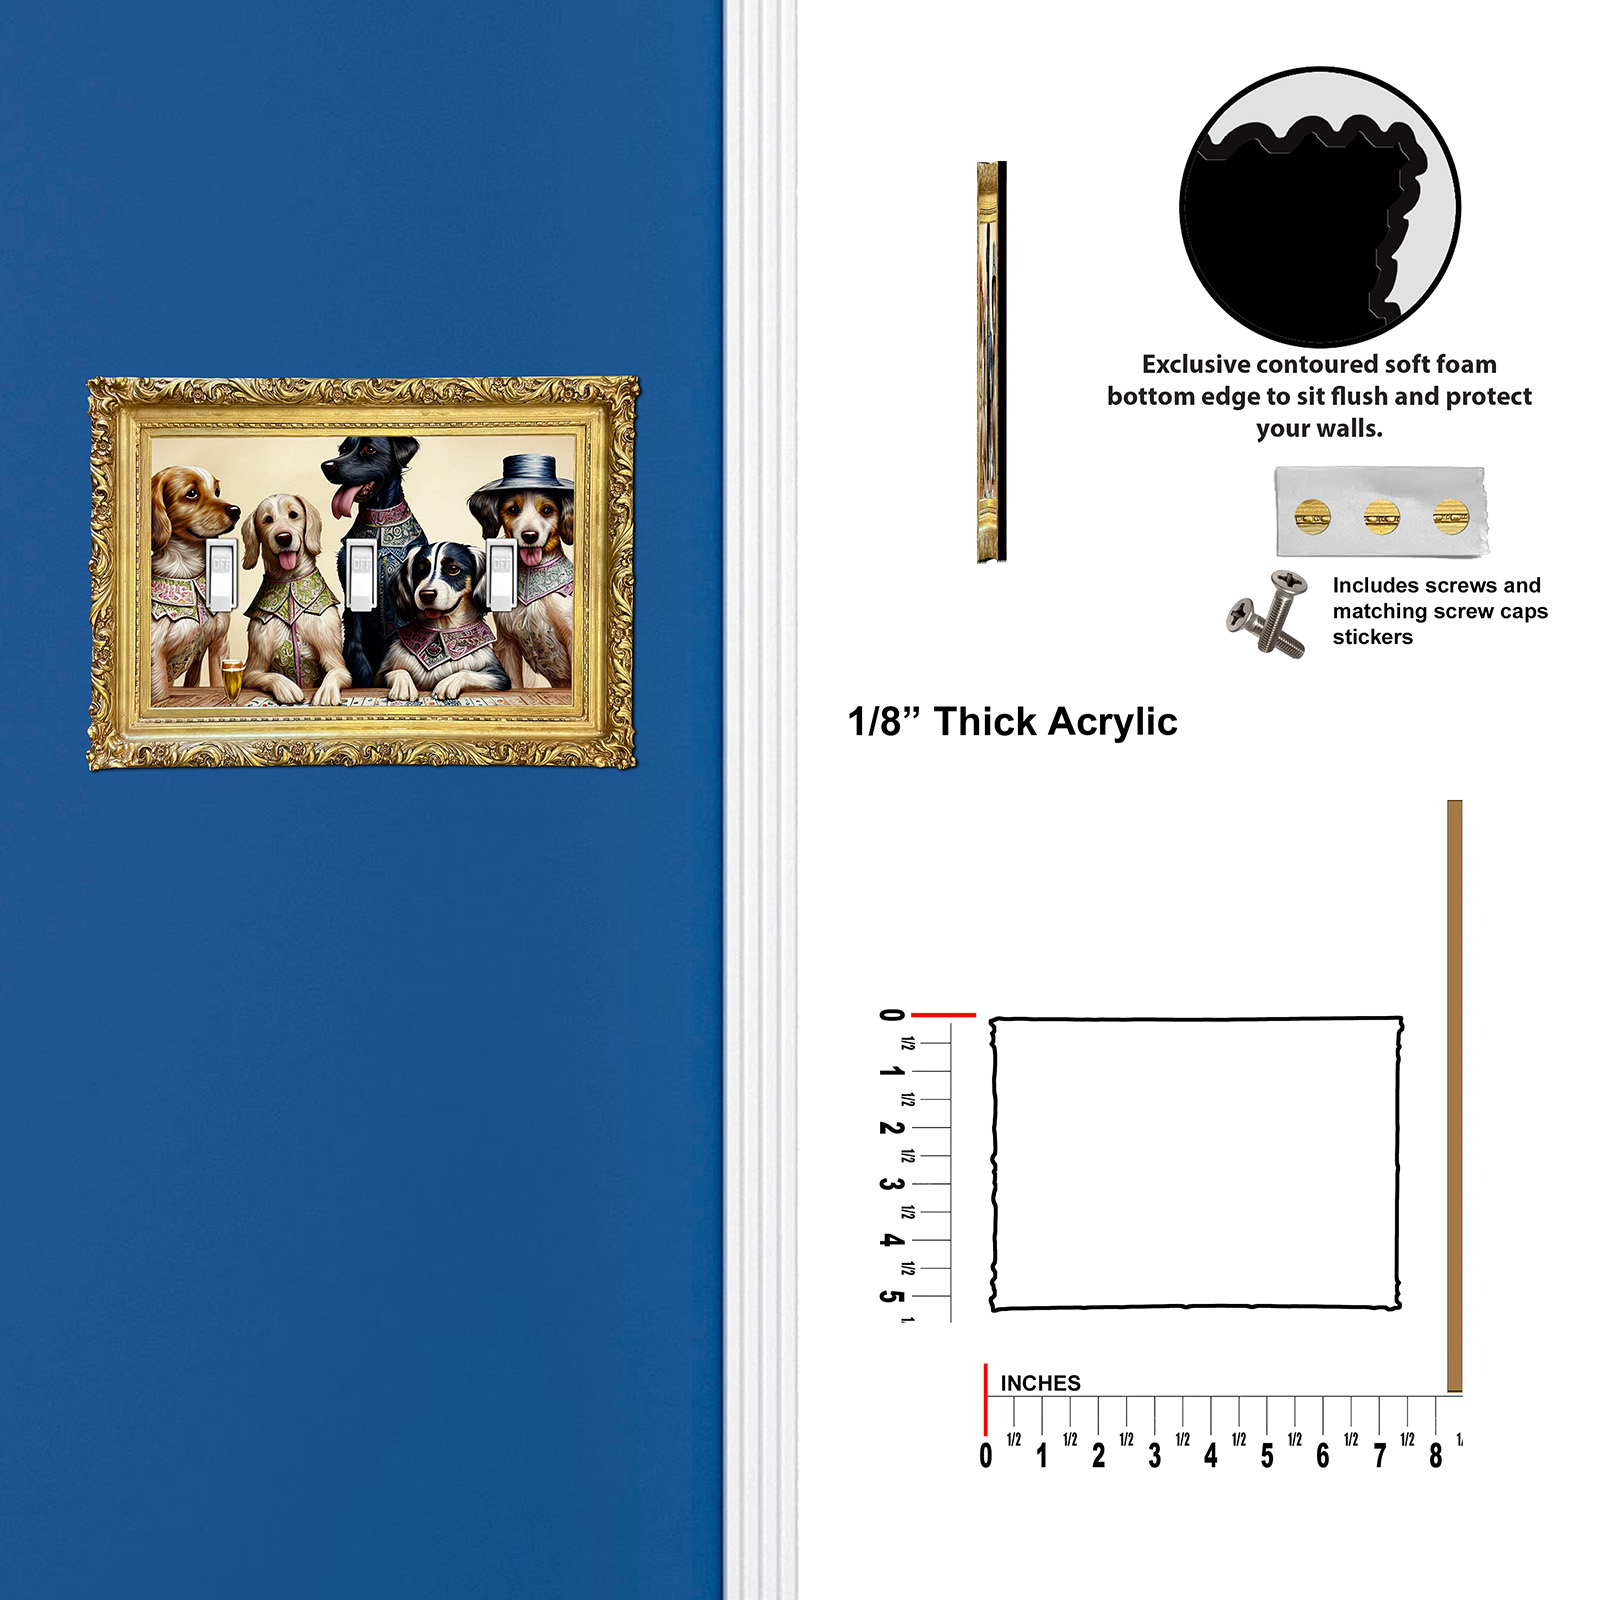 Exclusive contoured soft foam
bottom edge to sit flush and protect
your walls.
Includes screws and
matching screw caps
stickers
1/8” Thick Acrylic
0
1/2
1
1/2
2
1/2
3
1/2
4
1/2
5
INCHES
0 1/2 1 1/2 2 1/2 3 1/2 4 1/2 5 1/2 6 1/2 7 1/2 8
OFF OFF OFF